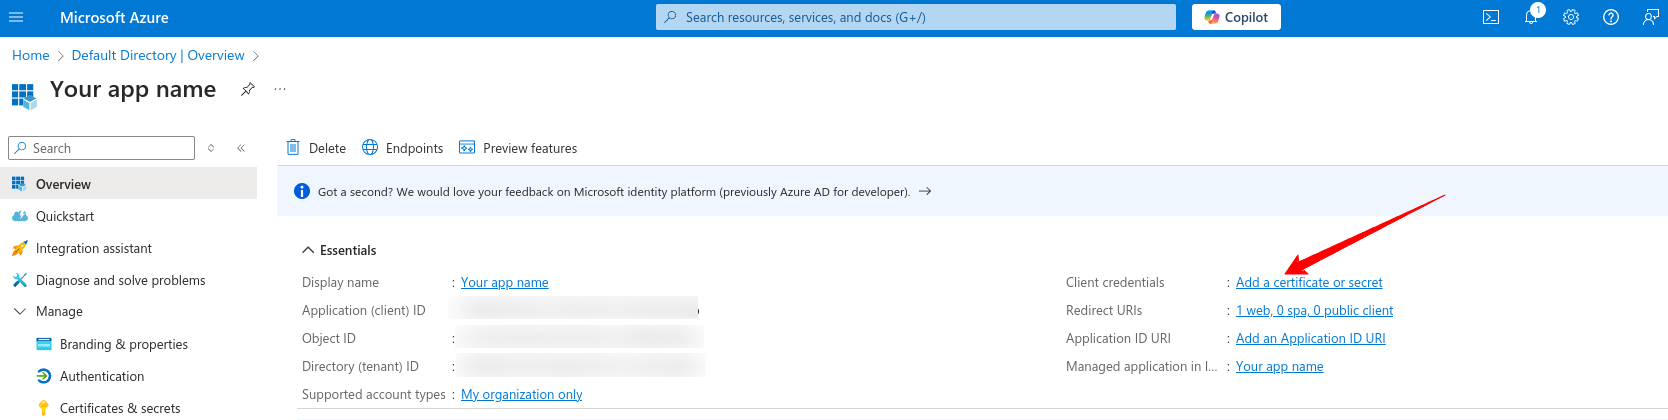 Microsoft Azure
Search resources, services, and docs (G+/)
Copilot
1
Home > Default Directory | Overview >
Your app name
...
Search
Overview
Quickstart
Integration assistant
Diagnose and solve problems
Manage
Branding & properties
Authentication
Certificates & secrets
Delete
Endpoints
Preview features
Got a second? We would love your feedback on Microsoft identity platform (previously Azure AD for developer). →
Essentials
Display name : Your app name
Application (client) ID :
Object ID :
Directory (tenant) ID :
Supported account types : My organization only
Client credentials : Add a certificate or secret
Redirect URIs : 1 web, 0 spa, 0 public client
Application ID URI : Add an Application ID URI
Managed application in l... : Your app name